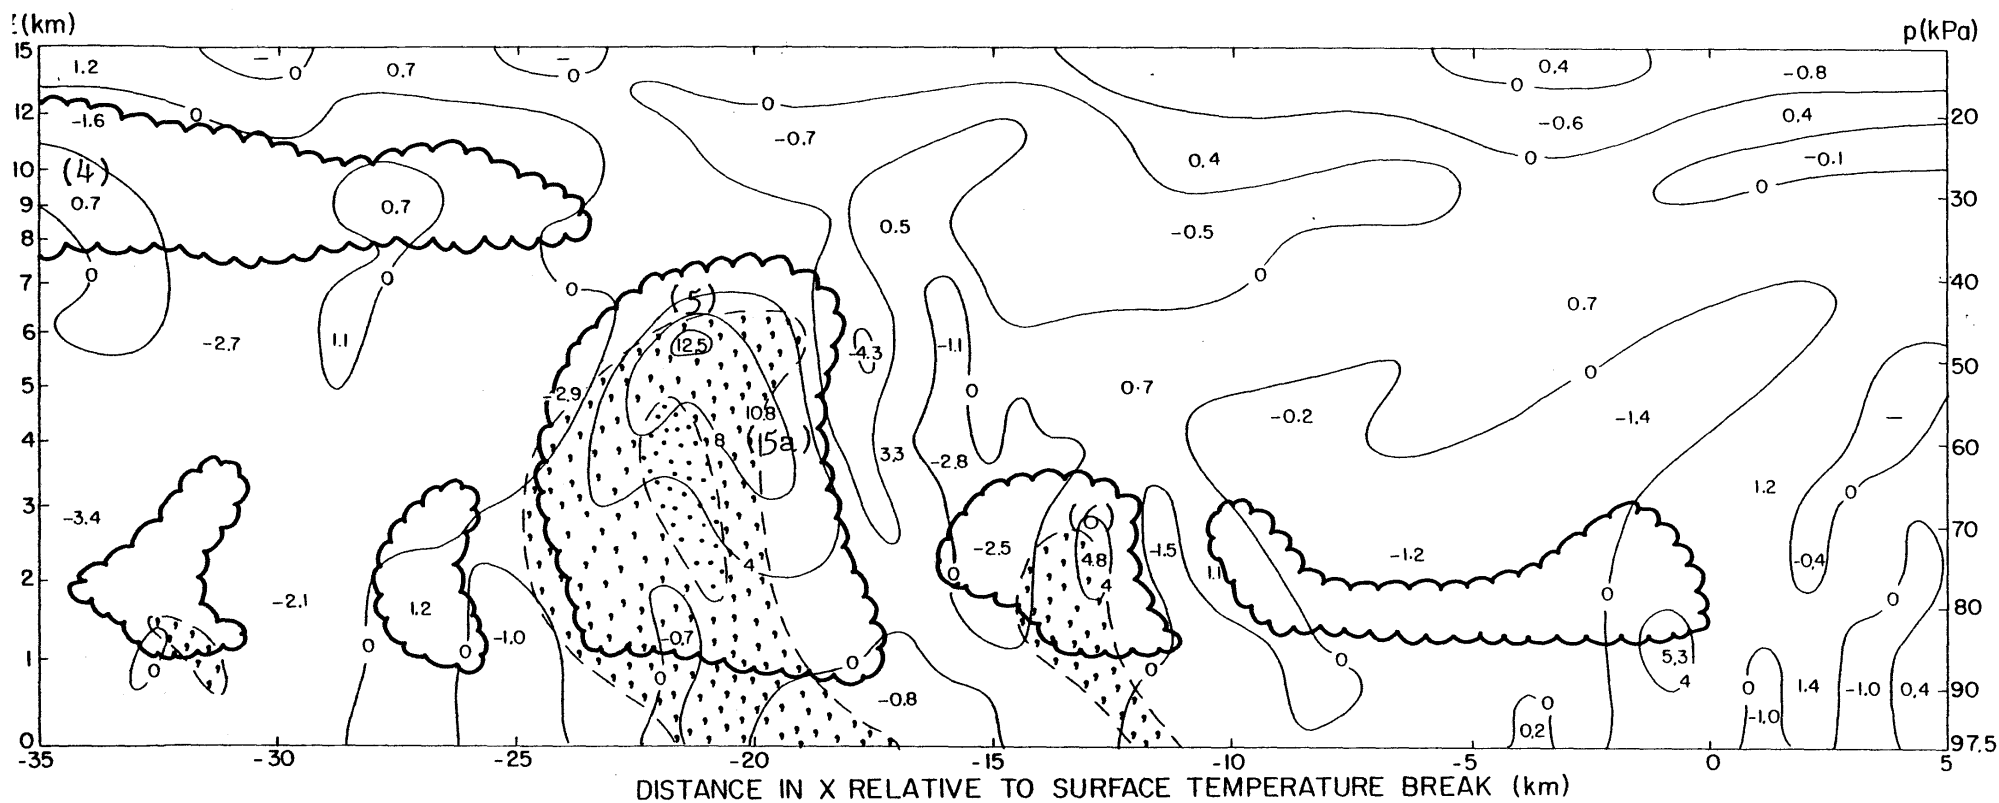 (km) p(kPa)
15 1.2 — 0 0.7 — 0 0 0.4 -0.8
12 -1.6 0 0 -0.7 -0.6 0.4 20
10 (4) 0.4 0 -0.1
9 0.7 0.7 0 30
8 0.5 -0.5
7 0 0 0 0 40
(5) 0.7
6 -2.7 1.1 12.5 -4.3 -1.1
5 -2.9 0 0.7 0 50
10.8 -0.2 -1.4 —
4 8 (5a) 3.3 -2.8 60
3 -3.4 (6) 1.2 0 70
-2.5 4.8 -1.5 -1.2 -0.4
2 -2.1 1.2 4 0 4 1.1 0 0 80
-1.0 -0.7
1 0 0 0 0 0 0 0 5.3
-0.8 4 0 1.4 -1.0 0.4 90
0 0.2 -1.0
0 97.5
-35 -30 -25 -20 -15 -10 -5 0 5
DISTANCE IN X RELATIVE TO SURFACE TEMPERATURE BREAK (km)